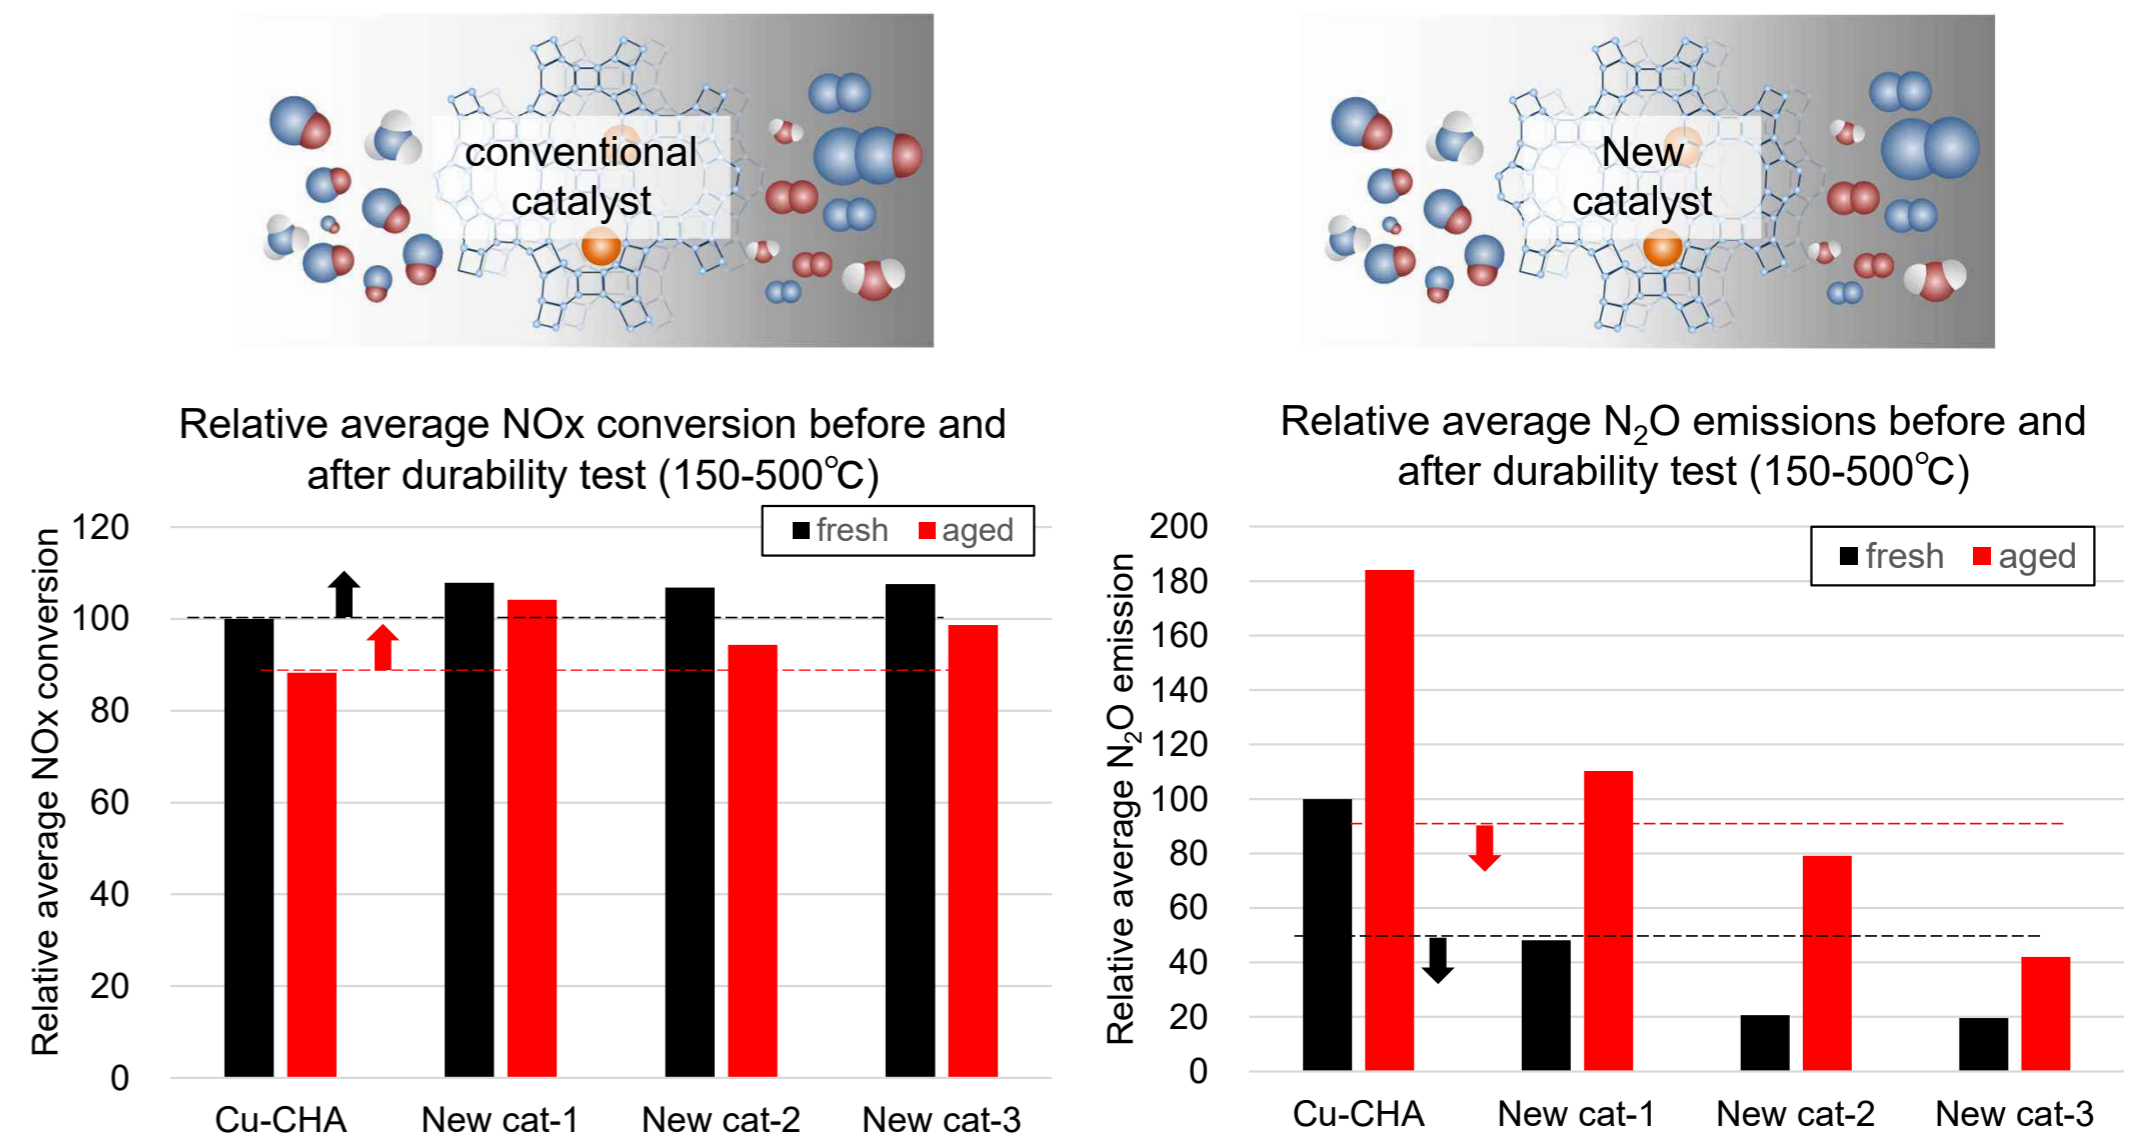 conventional
catalyst
New
catalyst
Relative average NOx conversion before and
after durability test (150-500℃)
Relative average NOx conversion
120
100
80
60
40
20
0
fresh
aged
Cu-CHA
New cat-1
New cat-2
New cat-3
Relative average N₂O emissions before and
after durability test (150-500℃)
Relative average N₂O emission
200
180
160
140
120
100
80
60
40
20
0
fresh
aged
Cu-CHA
New cat-1
New cat-2
New cat-3